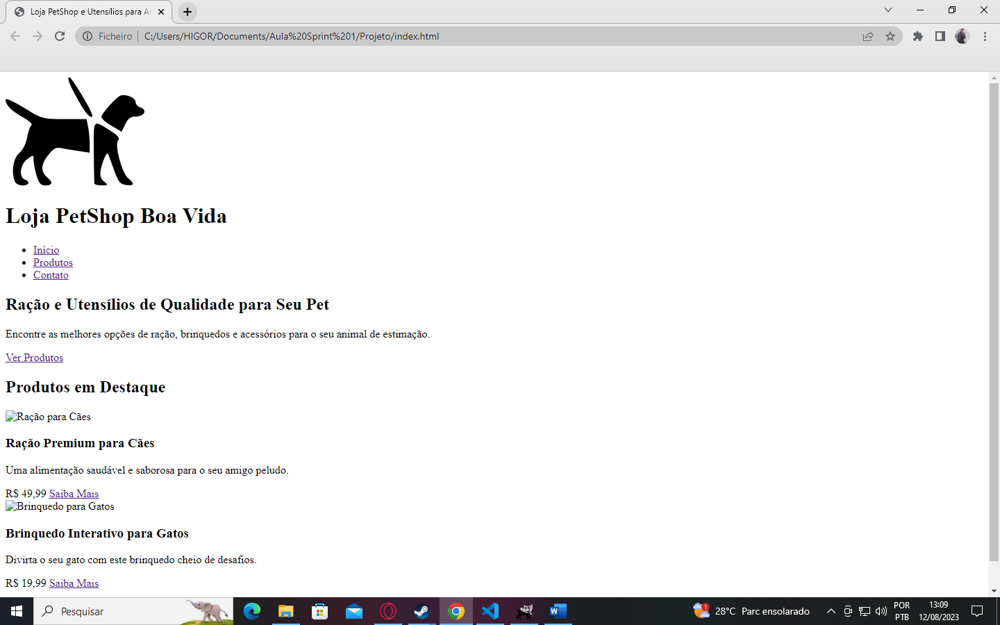 Loja PetShop e Utensílios para An
Ficheiro | C:/Users/HIGOR/Documents/Aula%20Sprint%201/Projeto/index.html
Loja PetShop Boa Vida
Início
Produtos
Contato
Ração e Utensílios de Qualidade para Seu Pet
Encontre as melhores opções de ração, brinquedos e acessórios para o seu animal de estimação.
Ver Produtos
Produtos em Destaque
Ração para Cães
Ração Premium para Cães
Uma alimentação saudável e saborosa para o seu amigo peludo.
R$ 49,99 Saiba Mais
Brinquedo para Gatos
Brinquedo Interativo para Gatos
Divirta o seu gato com este brinquedo cheio de desafios.
R$ 19,99 Saiba Mais
Pesquisar
1
28°C Parc ensolarado
POR
PTB
13:09
12/08/2023